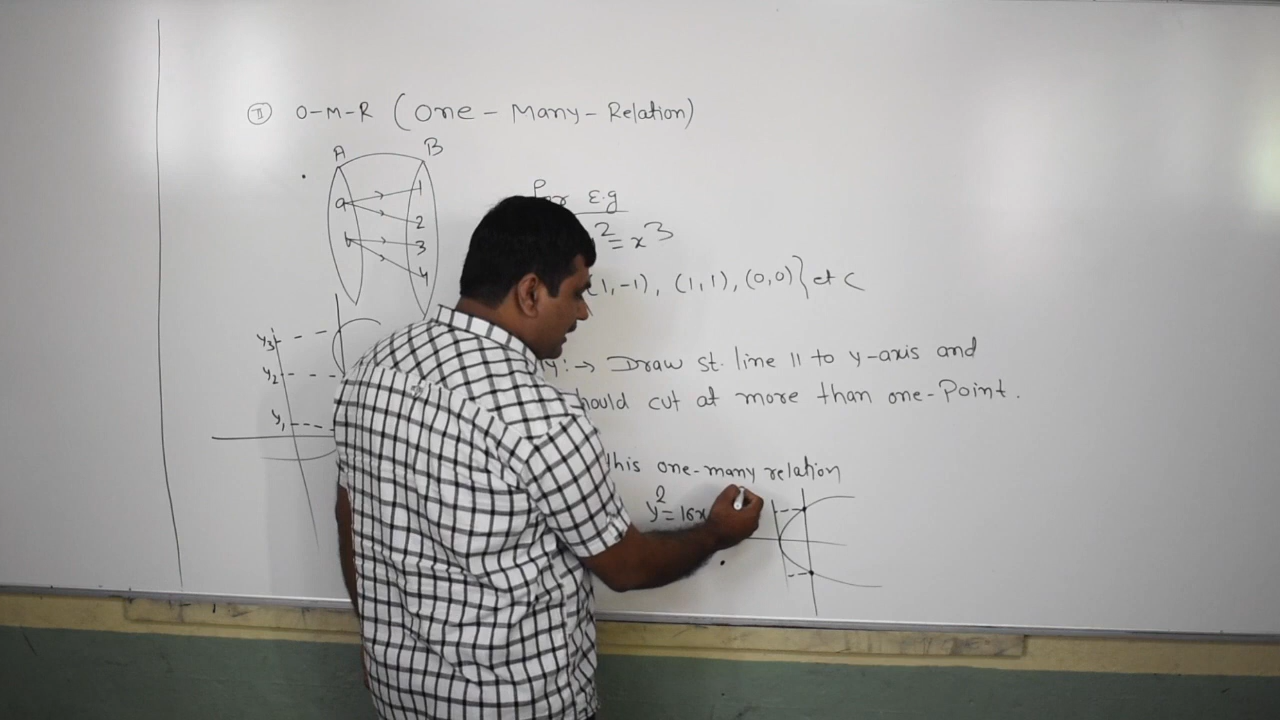 II O-M-R (One-Many-Relation)
A B
a 1
2
b 3
4
For E.g
²=x³
(1,-1), (1,1), (0,0)} etc
y₃
y₂
y₁
:→ Draw st. line || to y-axis and
should cut at more than one-Point.
this one-many relation
y²=16x